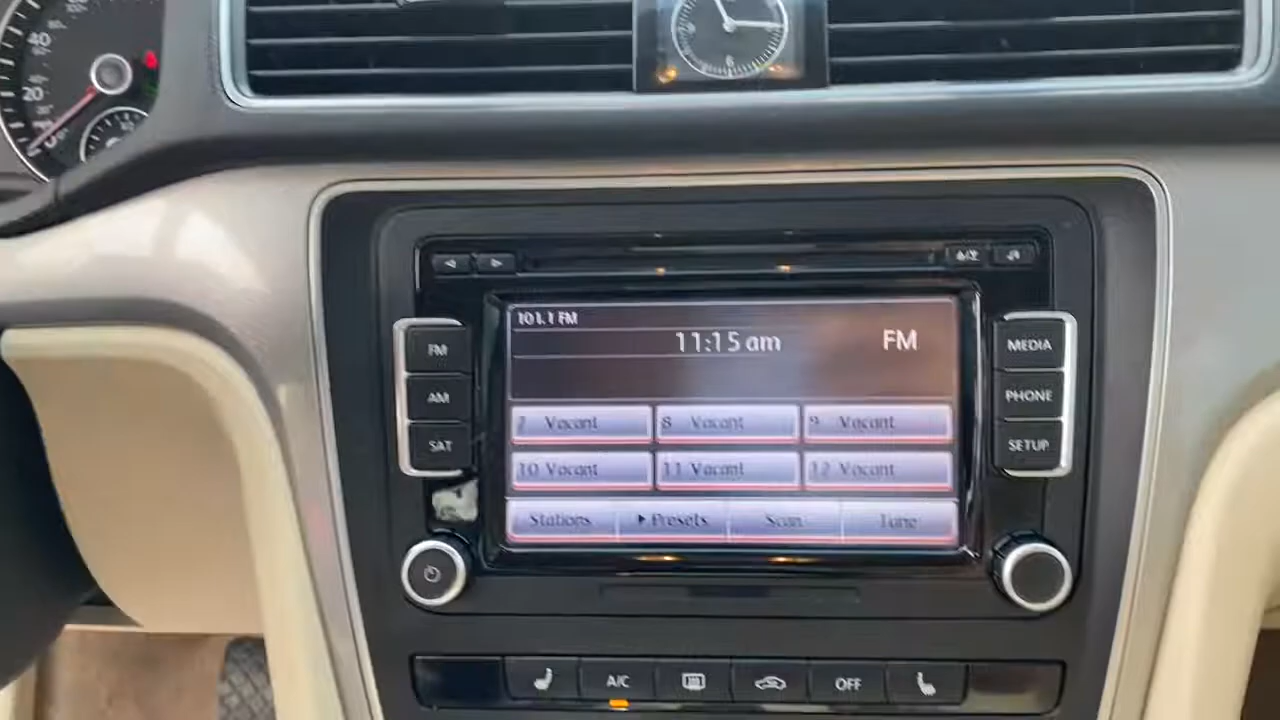 40
20
6
101.1 FM
11:15 am
FM
FM
AM
SAT
MEDIA
PHONE
SETUP
7 Vacant
8 Vacant
9 Vacant
10 Vacant
11 Vacant
12 Vacant
Stations
Presets
Scan
Tune
A/C
OFF